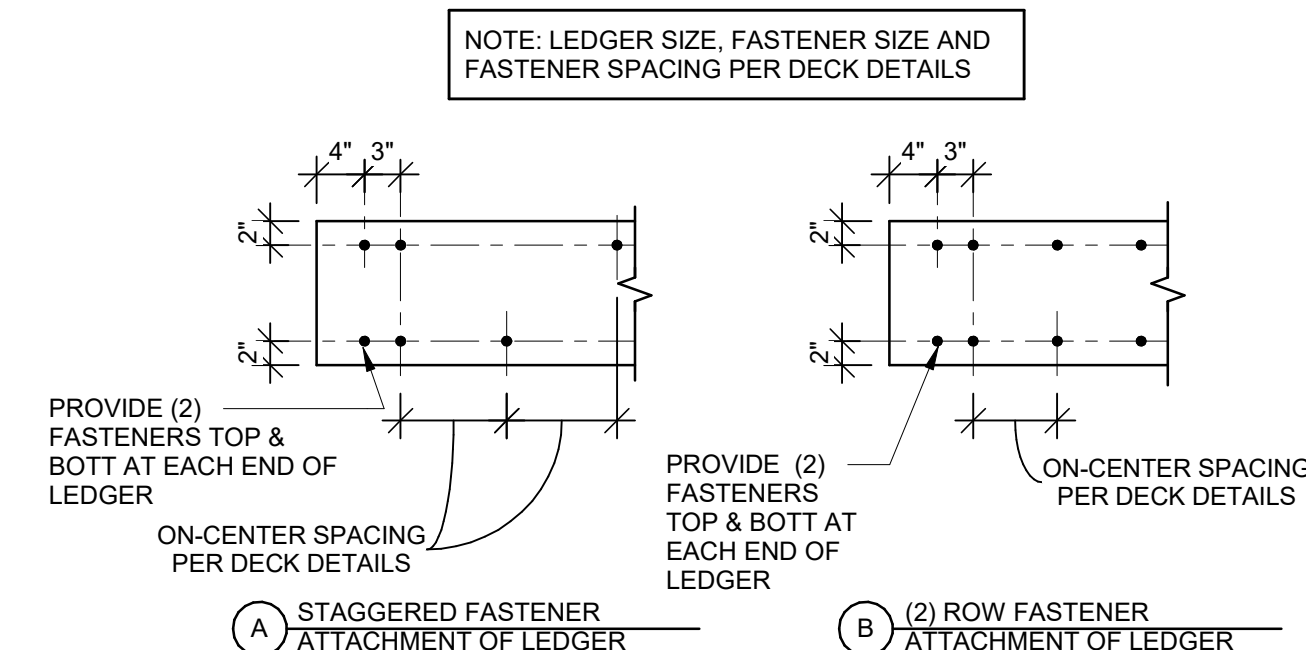 NOTE: LEDGER SIZE, FASTENER SIZE AND
FASTENER SPACING PER DECK DETAILS
4" 3"
2"
2"
PROVIDE (2)
FASTENERS TOP &
BOTT AT EACH END OF
LEDGER
ON-CENTER SPACING
PER DECK DETAILS
A
STAGGERED FASTENER
ATTACHMENT OF LEDGER
4" 3"
2"
2"
PROVIDE (2)
FASTENERS
TOP & BOTT AT
EACH END OF
LEDGER
ON-CENTER SPACING
PER DECK DETAILS
B
(2) ROW FASTENER
ATTACHMENT OF LEDGER